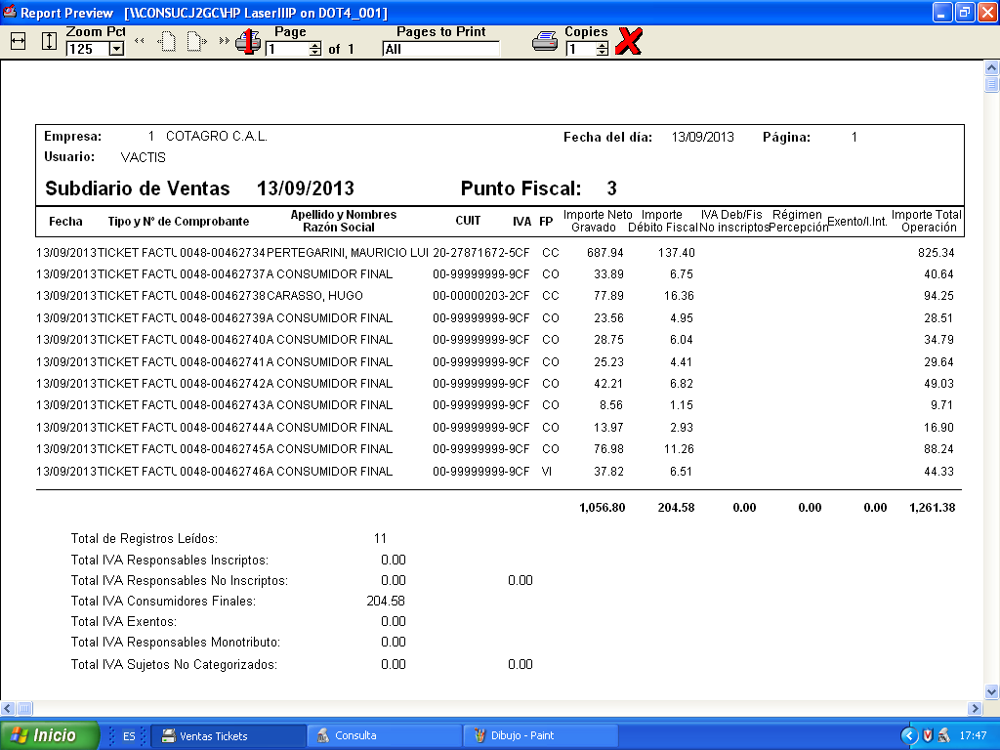 Report Preview [\\CONSUCJ2GC\HP LaserIIIP on DOT4_001]
Zoom Pct Page Pages to Print Copies
125 1 of 1 All 1
Empresa: 1 COTAGRO C.A.L. Fecha del día: 13/09/2013 Página: 1
Usuario: VACTIS
Subdiario de Ventas 13/09/2013 Punto Fiscal: 3
Fecha Tipo y Nº de Comprobante Apellido y Nombres Razón Social CUIT IVA FP Importe Neto Gravado Importe Débito Fiscal IVA Deb/Fis No inscriptos Régimen Percepción Exento/I.Int. Importe Total Operación
13/09/2013 TICKET FACTU 0048-00462734 PERTEGARINI, MAURICIO LUI 20-27871672-5 CF CC 687.94 137.40 825.34
13/09/2013 TICKET FACTU 0048-00462737 A CONSUMIDOR FINAL 00-99999999-9 CF CO 33.89 6.75 40.64
13/09/2013 TICKET FACTU 0048-00462738 CARASSO, HUGO 00-00000203-2 CF CC 77.89 16.36 94.25
13/09/2013 TICKET FACTU 0048-00462739 A CONSUMIDOR FINAL 00-99999999-9 CF CO 23.56 4.95 28.51
13/09/2013 TICKET FACTU 0048-00462740 A CONSUMIDOR FINAL 00-99999999-9 CF CO 28.75 6.04 34.79
13/09/2013 TICKET FACTU 0048-00462741 A CONSUMIDOR FINAL 00-99999999-9 CF CO 25.23 4.41 29.64
13/09/2013 TICKET FACTU 0048-00462742 A CONSUMIDOR FINAL 00-99999999-9 CF CO 42.21 6.82 49.03
13/09/2013 TICKET FACTU 0048-00462743 A CONSUMIDOR FINAL 00-99999999-9 CF CO 8.56 1.15 9.71
13/09/2013 TICKET FACTU 0048-00462744 A CONSUMIDOR FINAL 00-99999999-9 CF CO 13.97 2.93 16.90
13/09/2013 TICKET FACTU 0048-00462745 A CONSUMIDOR FINAL 00-99999999-9 CF CO 76.98 11.26 88.24
13/09/2013 TICKET FACTU 0048-00462746 A CONSUMIDOR FINAL 00-99999999-9 CF VI 37.82 6.51 44.33
1,056.80 204.58 0.00 0.00 0.00 1,261.38
Total de Registros Leídos: 11
Total IVA Responsables Inscriptos: 0.00
Total IVA Responsables No Inscriptos: 0.00 0.00
Total IVA Consumidores Finales: 204.58
Total IVA Exentos: 0.00
Total IVA Responsables Monotributo: 0.00
Total IVA Sujetos No Categorizados: 0.00 0.00
Inicio ES Ventas Tickets Consulta Dibujo - Paint 17:47